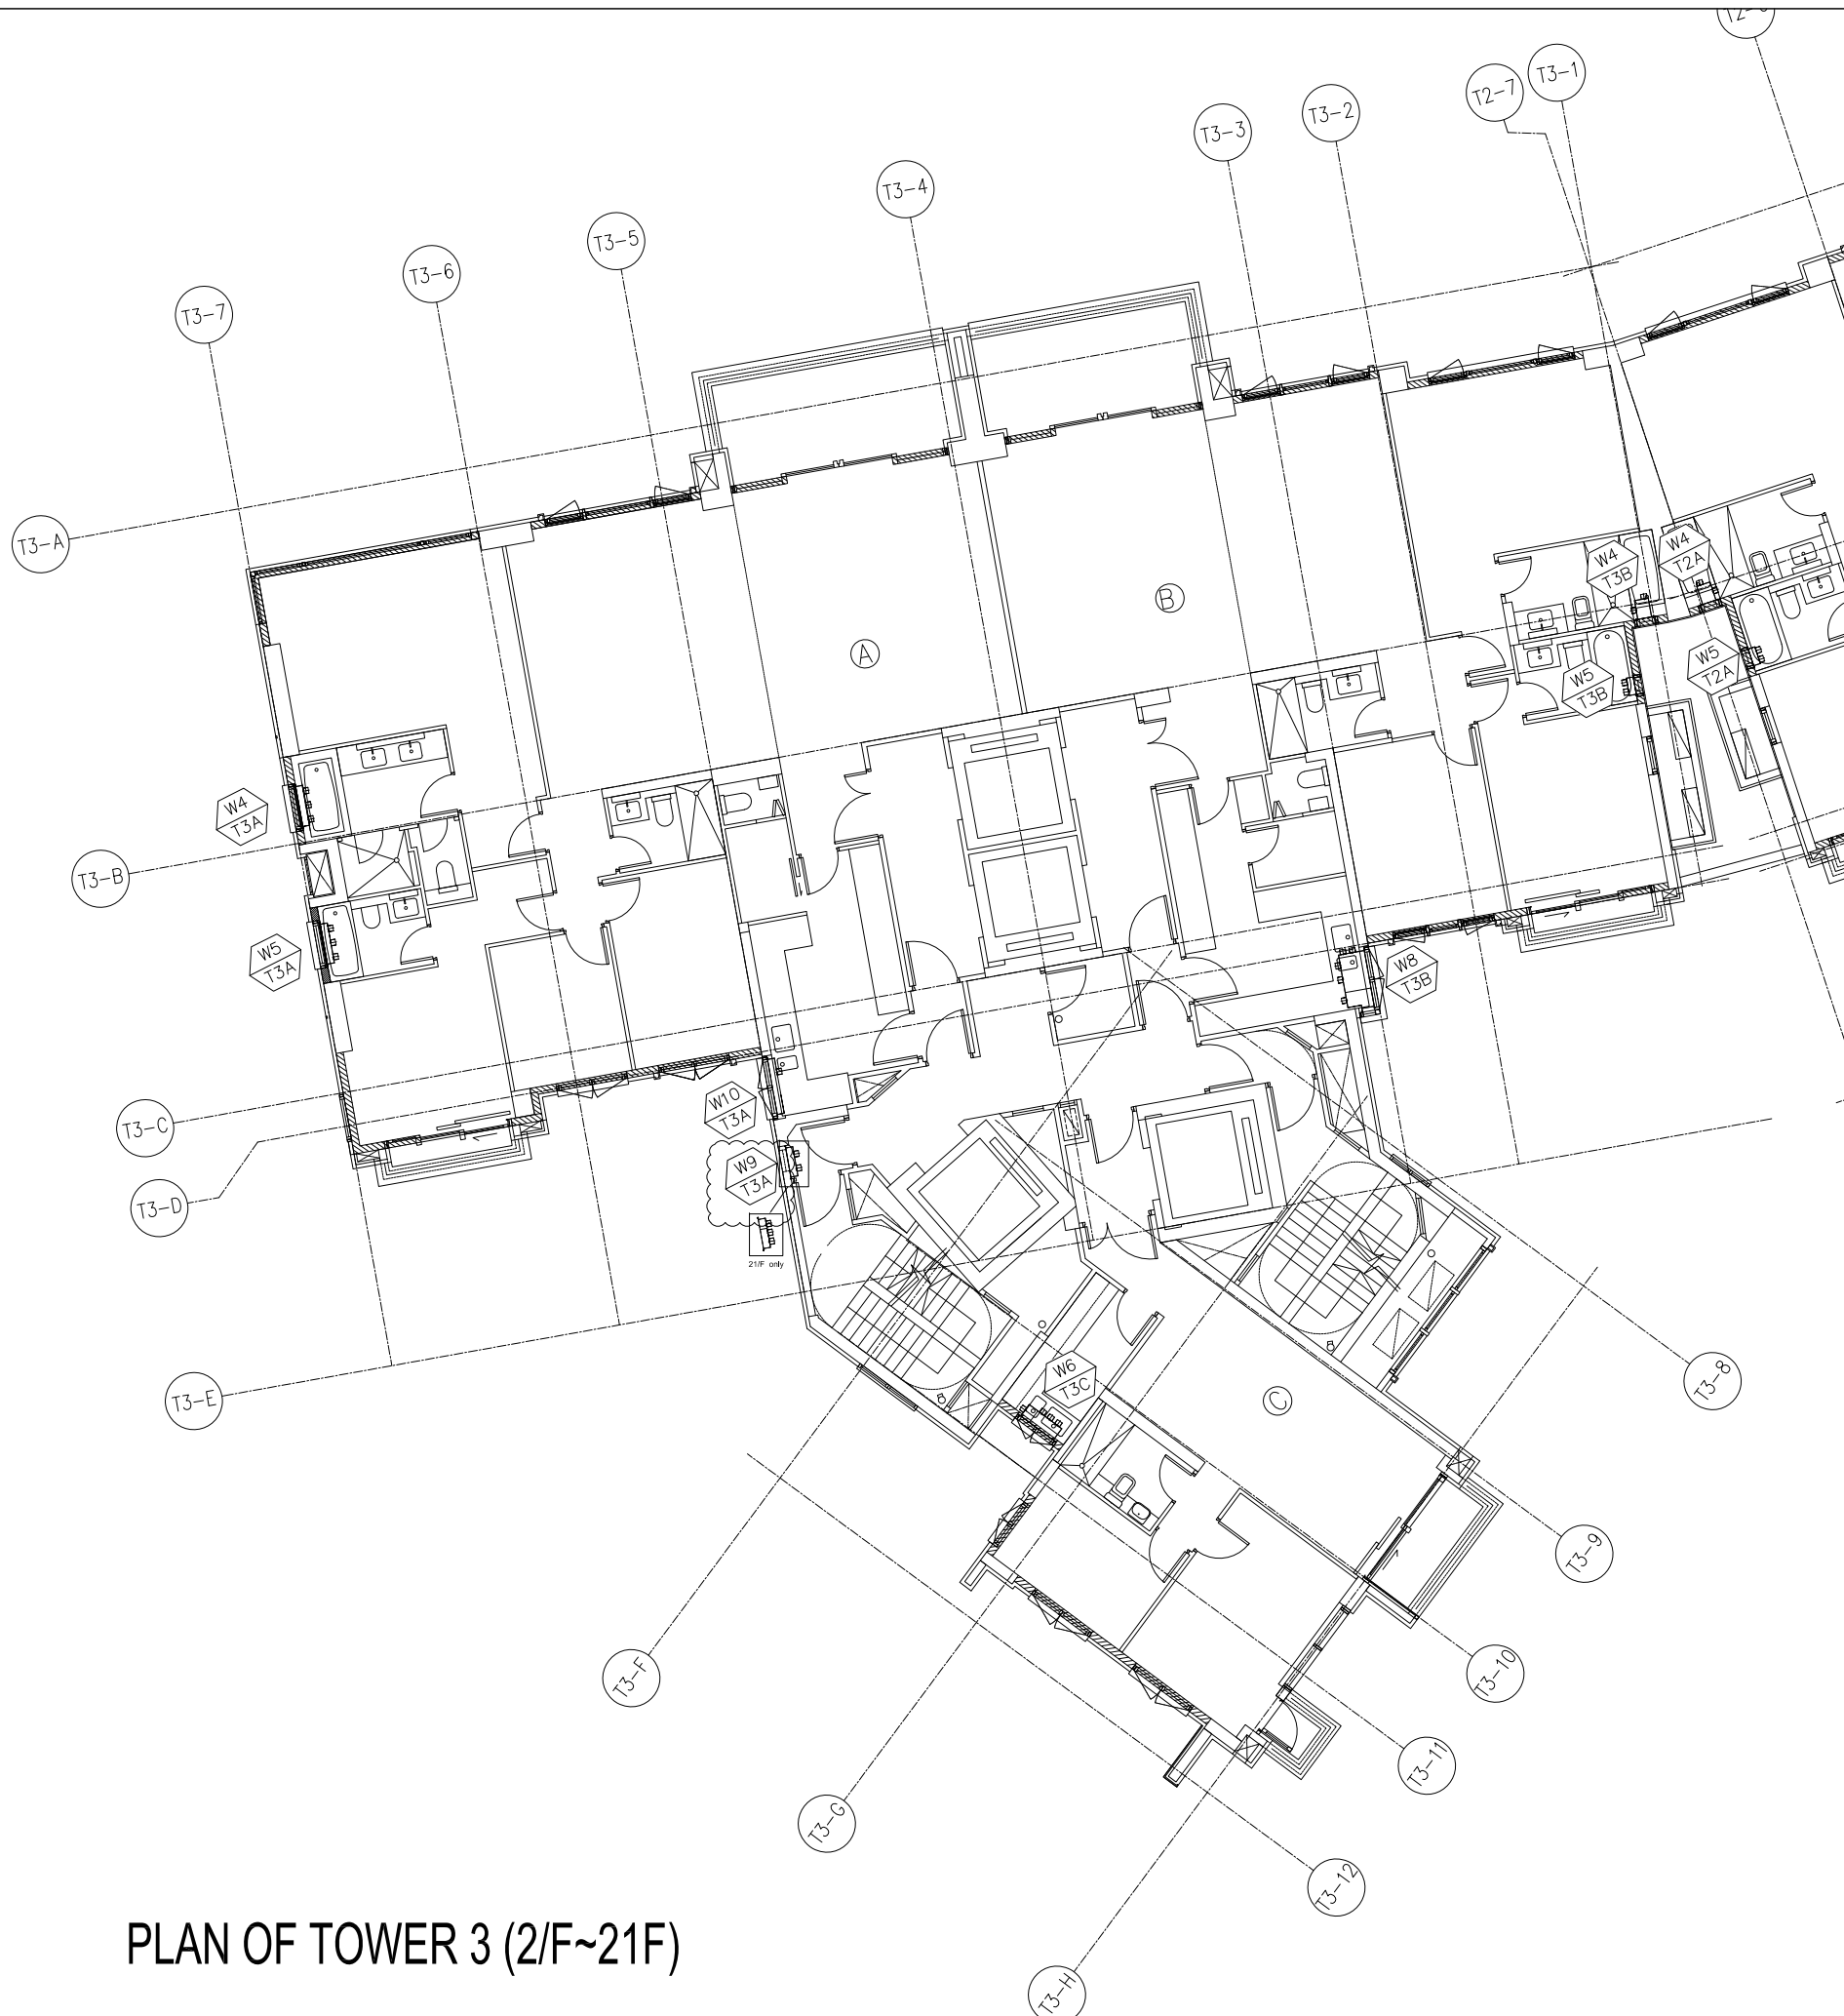 T2-7
T3-1
T3-2
T3-3
T3-4
T3-5
T3-6
T3-7
T3-A
B
A
W4
T3B
W4
T2A
W5
T3B
W5
T2A
W4
T3A
T3-B
W5
T3A
W8
T3B
W10
T3A
T3-C
W9
T3A
T3-D
21/F only
T3-E
W6
T3C
C
T3-8
T3-9
T3-F
T3-10
T3-11
T3-G
T3-12
T3-H
PLAN OF TOWER 3 (2/F~21F)